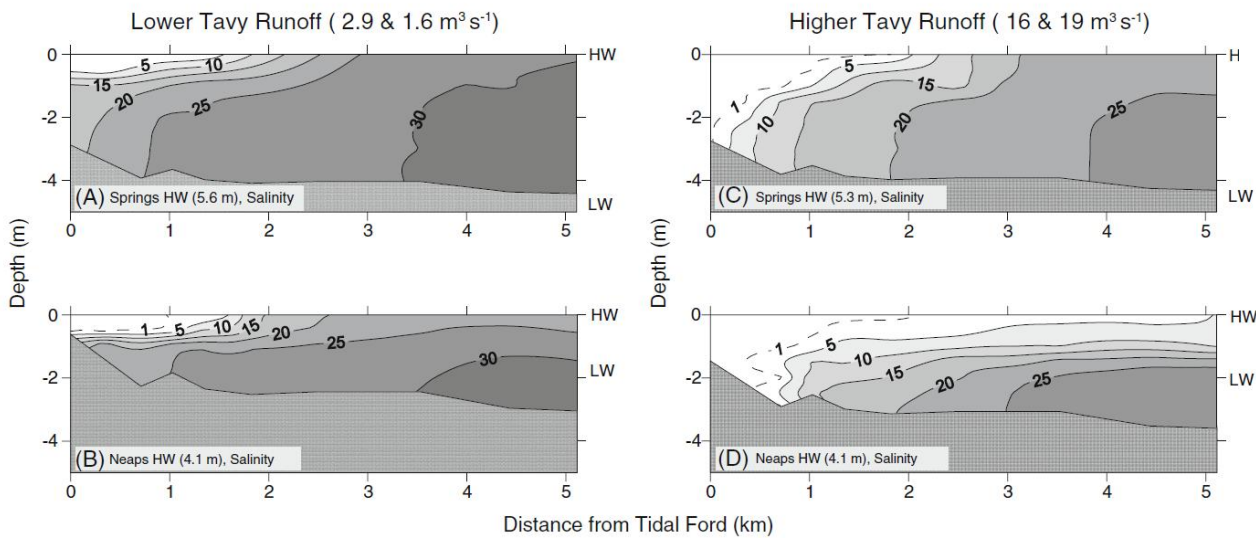 Lower Tavy Runoff ( 2.9 & 1.6 m³ s⁻¹)
Higher Tavy Runoff ( 16 & 19 m³ s⁻¹)
Depth (m)
0
-2
-4
5
10
15
20
25
30
HW
LW
(A) Springs HW (5.6 m), Salinity
0 1 2 3 4 5
0
-2
-4
1
5
10
15
20
25
H
LW
(C) Springs HW (5.3 m), Salinity
0 1 2 3 4 5
0
-2
-4
1
5
10
15
20
25
30
HW
LW
(B) Neaps HW (4.1 m), Salinity
0 1 2 3 4 5
Depth (m)
0
-2
-4
1
5
10
15
20
25
HW
LW
(D) Neaps HW (4.1 m), Salinity
0 1 2 3 4 5
Distance from Tidal Ford (km)